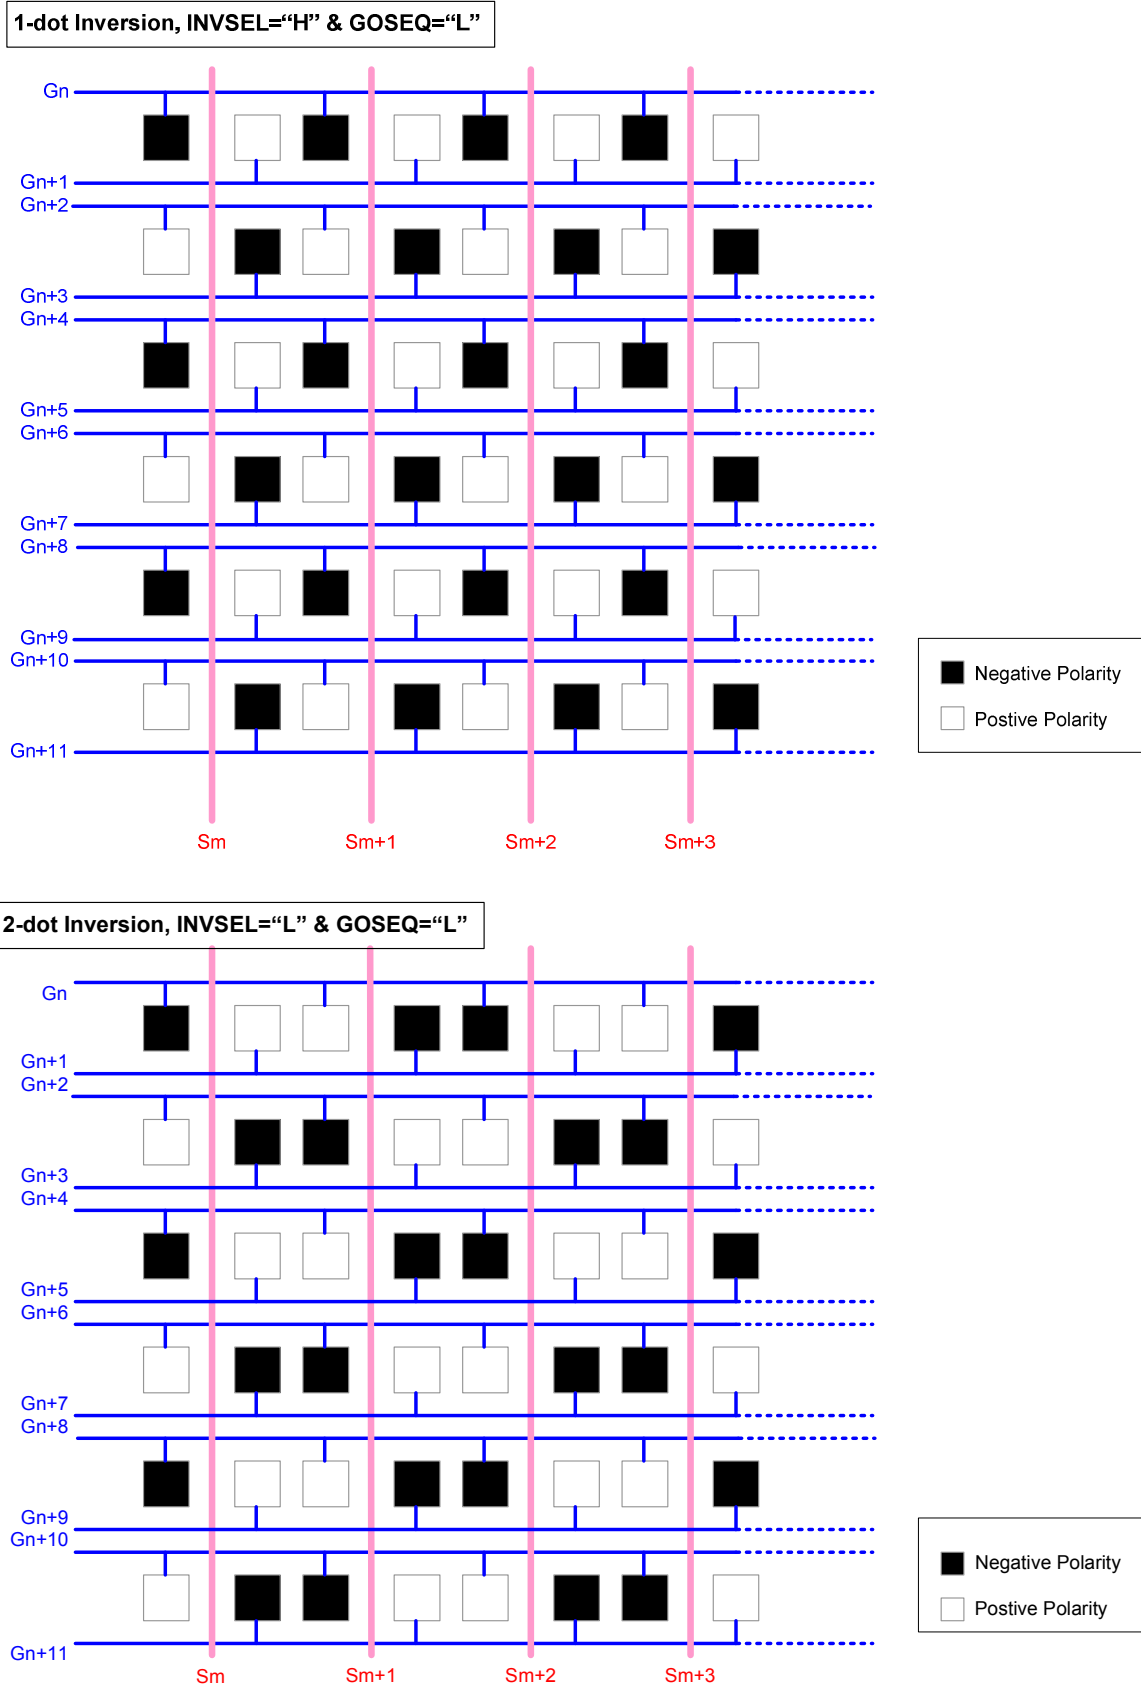 1-dot Inversion, INVSEL=“H” & GOSEQ=“L”
Gn
Gn+1
Gn+2
Gn+3
Gn+4
Gn+5
Gn+6
Gn+7
Gn+8
Gn+9
Gn+10
Gn+11
Negative Polarity
Postive Polarity
Sm
Sm+1
Sm+2
Sm+3
2-dot Inversion, INVSEL=“L” & GOSEQ=“L”
Gn
Gn+1
Gn+2
Gn+3
Gn+4
Gn+5
Gn+6
Gn+7
Gn+8
Gn+9
Gn+10
Gn+11
Negative Polarity
Postive Polarity
Sm
Sm+1
Sm+2
Sm+3